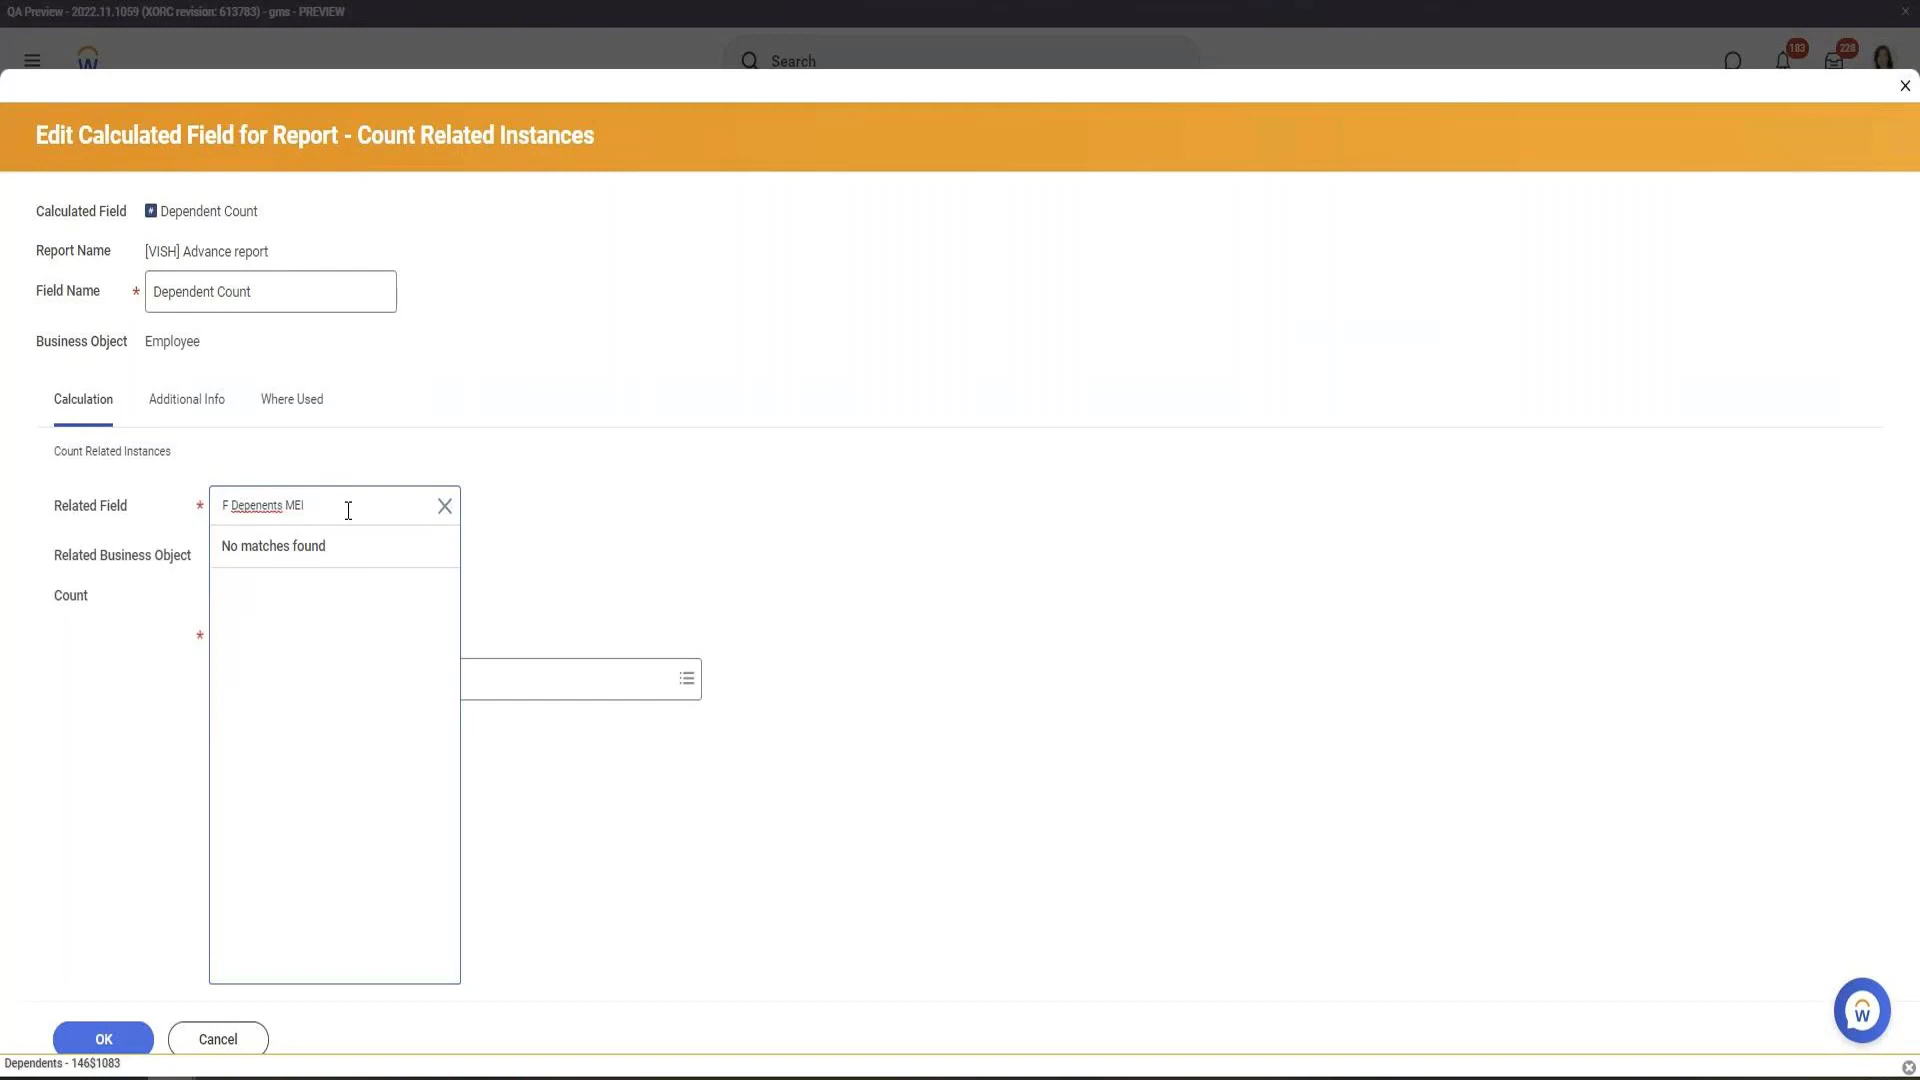 QA Preview - 2022.11.1059 (XORC revision: 613783) - gms - PREVIEW
Search
183
228
Edit Calculated Field for Report - Count Related Instances
Calculated Field # Dependent Count
Report Name [VISH] Advance report
Field Name * Dependent Count
Business Object Employee
Calculation Additional Info Where Used
Count Related Instances
Related Field * F Depenents MEI
No matches found
Related Business Object
Count
*
OK Cancel
Dependents - 146$1083